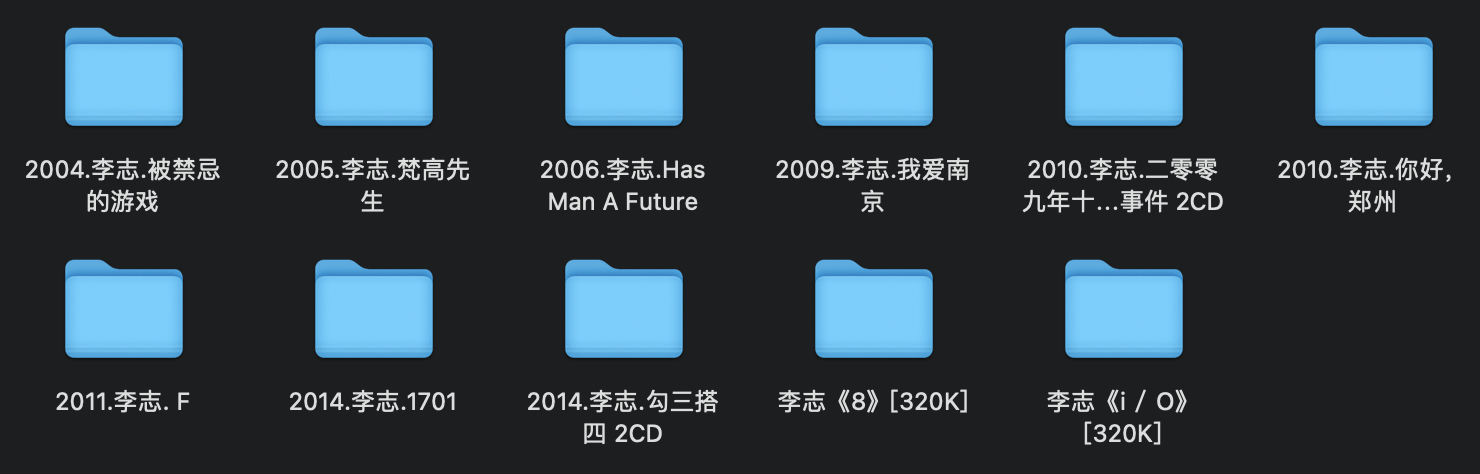 2004.李志.被禁忌
的游戏
2005.李志.梵高先
生
2006.李志.Has
Man A Future
2009.李志.我爱南
京
2010.李志.二零零
九年十...事件 2CD
2010.李志.你好，
郑州
2011.李志. F
2014.李志.1701
2014.李志.勾三搭
四 2CD
李志《8》[320K]
李志《i / O》
[320K]